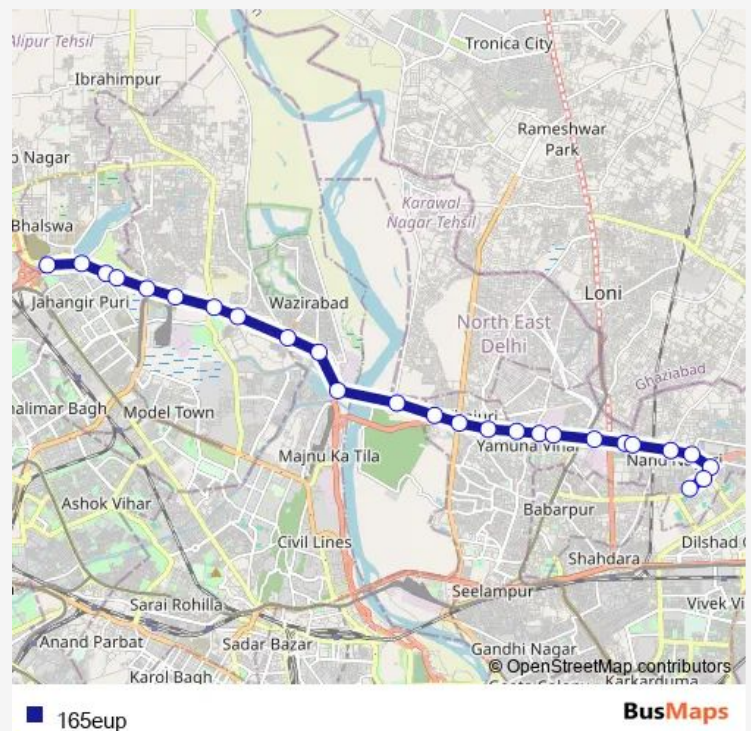 Alipur Tehsil
Tronica City
Ibrahimpur
Rameshwar
Park
Nagar
Karawal
Nagar Tehsil
Bhalswa
Loni
Jahangir Puri
Wazirabad
North East
Delhi
Ghaziabad
halimar Bagh
Model Town
Yamuna Vihar
Majnu Ka Tila
Ashok Vihar
Babarpur
Civil Lines
Dilshad
Shahdara
Seelampur
Sarai Rohilla
Vivek Vi
Anand Parbat
Sadar Bazar
Gandhi Nagar
Karol Bagh
© OpenStreetMap contributors
Karkarduma
165eup
BusMaps